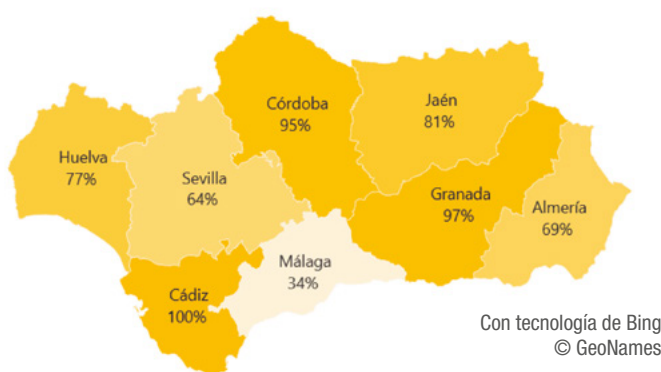 Córdoba
95%
Jaén
81%
Huelva
77%
Sevilla
64%
Granada
97%
Almería
69%
Málaga
34%
Cádiz
100%
Con tecnología de Bing
© GeoNames